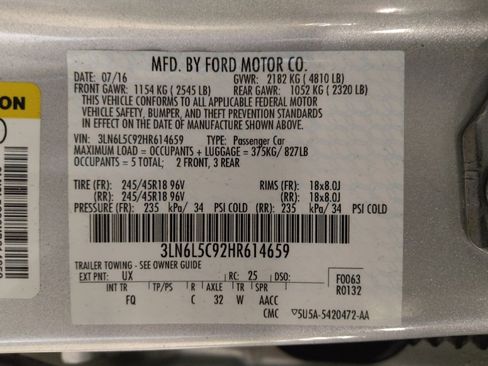 MFD. BY FORD MOTOR CO.
DATE: 07/16 GVWR: 2182 KG ( 4810 LB)
FRONT GAWR: 1154 KG ( 2545 LB) REAR GAWR: 1052 KG ( 2320 LB)
THIS VEHICLE CONFORMS TO ALL APPLICABLE FEDERAL MOTOR
VEHICLE SAFETY, BUMPER, AND THEFT PREVENTION STANDARDS
IN EFFECT ON THE DATE OF MANUFACTURE SHOWN ABOVE.
VIN: 3LN6L5C92HR614659 TYPE: Passenger Car
MAXIMUM LOAD = OCCUPANTS + LUGGAGE = 375KG/ 827LB
OCCUPANTS = 5 TOTAL: 2 FRONT, 3 REAR
TIRE (FR): 245/45R18 96V RIMS (FR): 18x8.0J
(RR): 245/45R18 96V (RR): 18x8.0J
PRESSURE (FR): 235 kPa/ 34 PSI COLD (RR): 235 kPa/ 34 PSI COLD
3LN6L5C92HR614659
TRAILER TOWING - SEE OWNER GUIDE
EXT PNT: UX RC: 25 DSO: F0063
INT TR TP/PS R AXLE TR SPR R0132
FQ C 32 W AACC
CMC 5U5A-5420472-AA